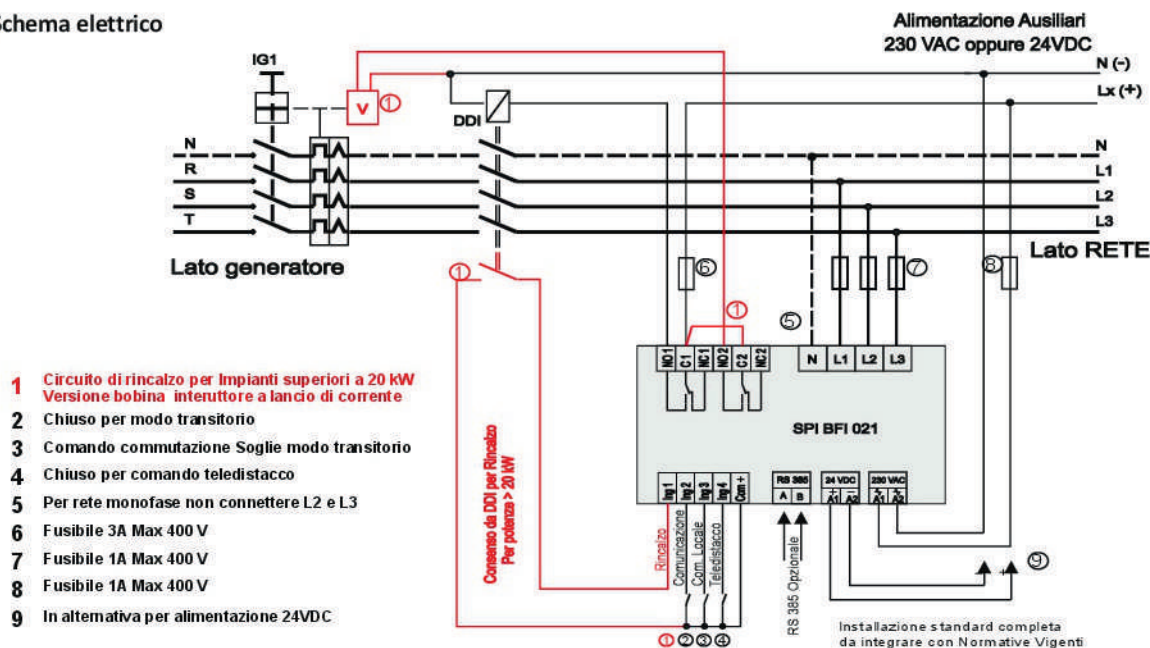 Schema elettrico
Alimentazione Ausiliari
230 VAC oppure 24VDC
N (-)
Lx (+)
IG1
V
1
DDI
N
R
S
T
N
L1
L2
L3
Lato generatore
Lato RETE
1
6
7
8
1
5
NO1
C1
NC1
NO2
C2
NC2
N L1 L2 L3
SPI BFI 021
1 Circuito di rincalzo per Impianti superiori a 20 kW
Versione bobina interuttore a lancio di corrente
2 Chiuso per modo transitorio
3 Comando commutazione Soglie modo transitorio
4 Chiuso per comando teledistacco
5 Per rete monofase non connettere L2 e L3
6 Fusibile 3A Max 400 V
7 Fusibile 1A Max 400 V
8 Fusibile 1A Max 400 V
9 In alternativa per alimentazione 24VDC
Consenso da DDI per Rincalzo
Per potenze > 20 kW
Ing1
Ing2
Ing3
Ing4
Com +
RS 385
A B
24 VDC
+ −
A1 A2
230 VAC
~ ~
A1 A2
Rincalzo
Comunicazione
Com. Locale
Teledistacco
RS 385 Opzionale
+
9
1 2 3 4
Installazione standard completa
da integrare con Normative Vigenti